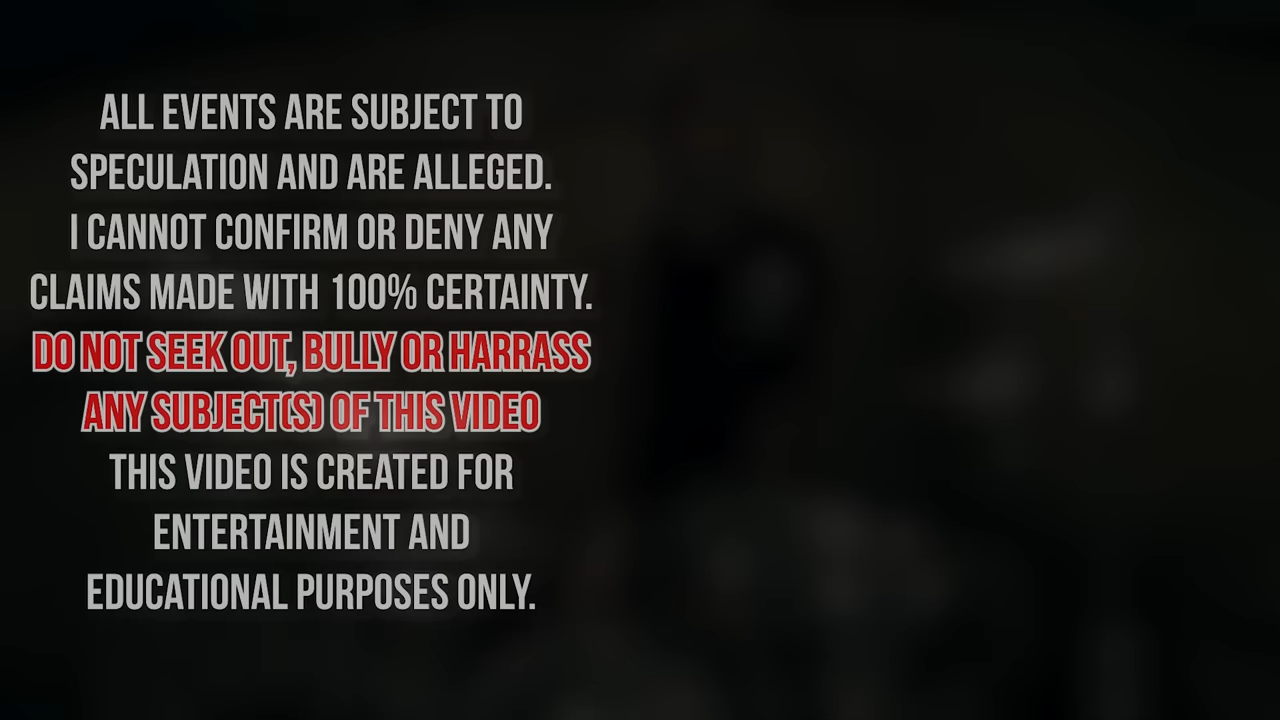 ALL EVENTS ARE SUBJECT TO
SPECULATION AND ARE ALLEGED.
I CANNOT CONFIRM OR DENY ANY
CLAIMS MADE WITH 100% CERTAINTY.
DO NOT SEEK OUT, BULLY OR HARRASS
ANY SUBJECT(S) OF THIS VIDEO
THIS VIDEO IS CREATED FOR
ENTERTAINMENT AND
EDUCATIONAL PURPOSES ONLY.